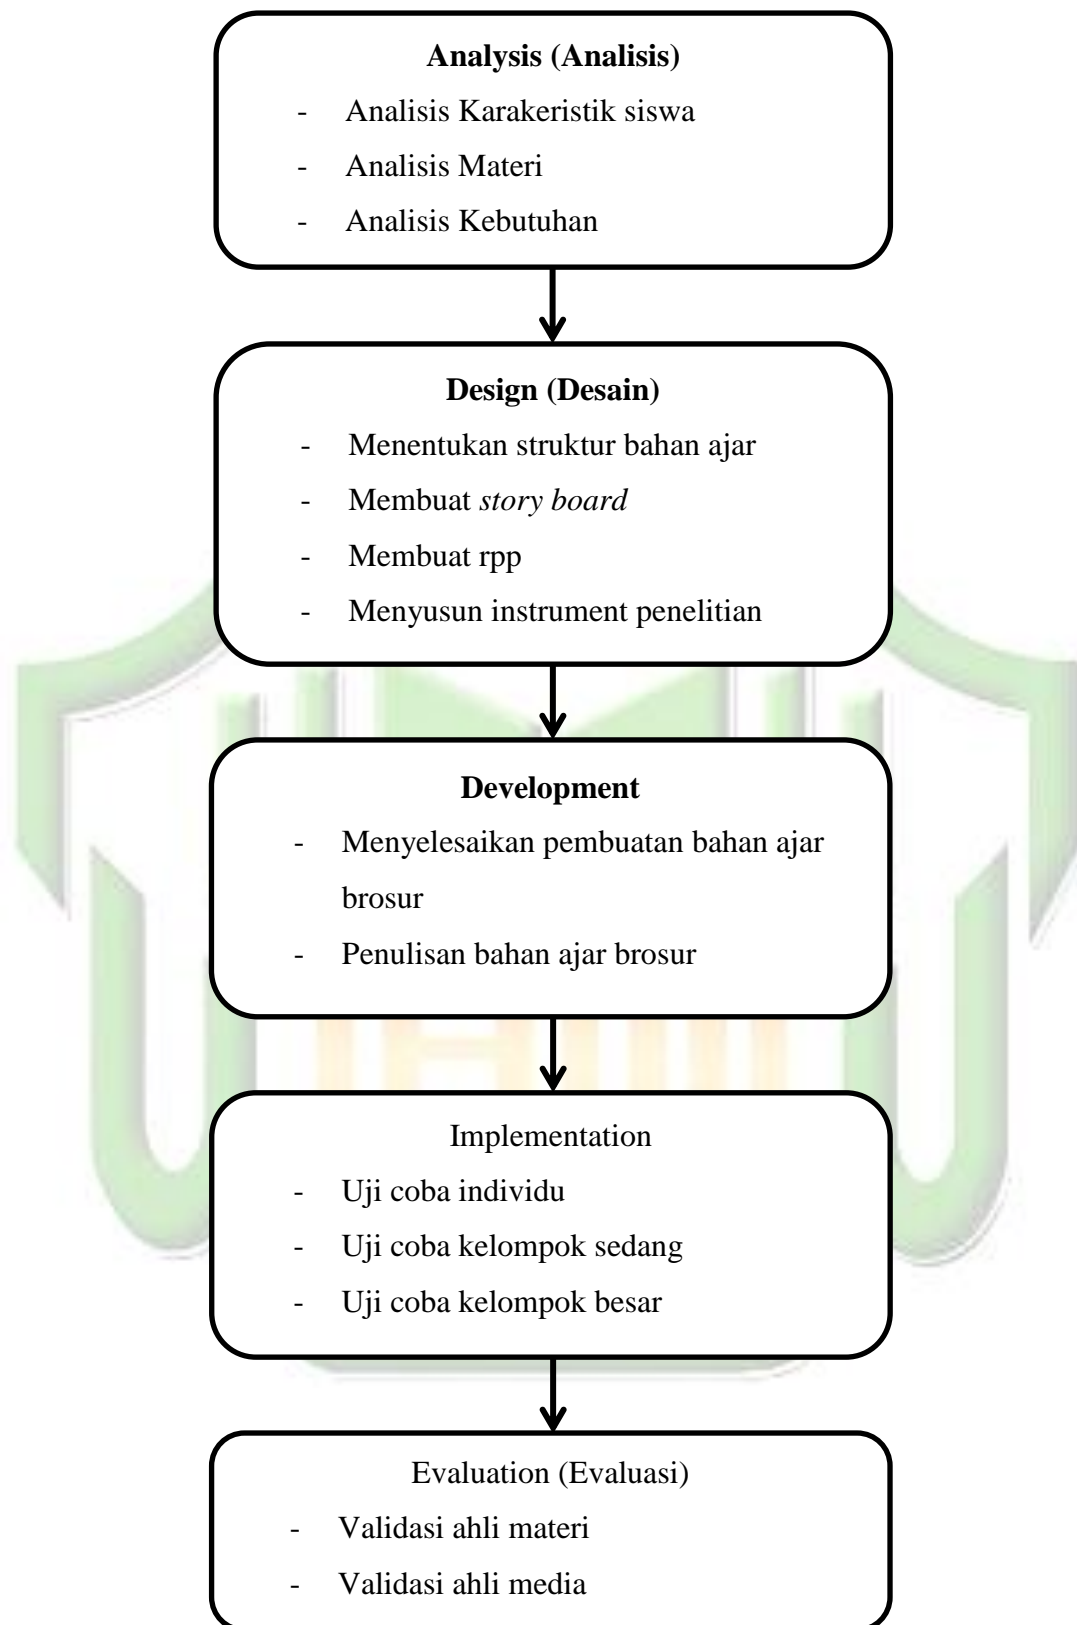 Analysis (Analisis)
- Analisis Karakeristik siswa
- Analisis Materi
- Analisis Kebutuhan
Design (Desain)
- Menentukan struktur bahan ajar
- Membuat story board
- Membuat rpp
- Menyusun instrument penelitian
Development
- Menyelesaikan pembuatan bahan ajar
brosur
- Penulisan bahan ajar brosur
Implementation
- Uji coba individu
- Uji coba kelompok sedang
- Uji coba kelompok besar
Evaluation (Evaluasi)
- Validasi ahli materi
- Validasi ahli media